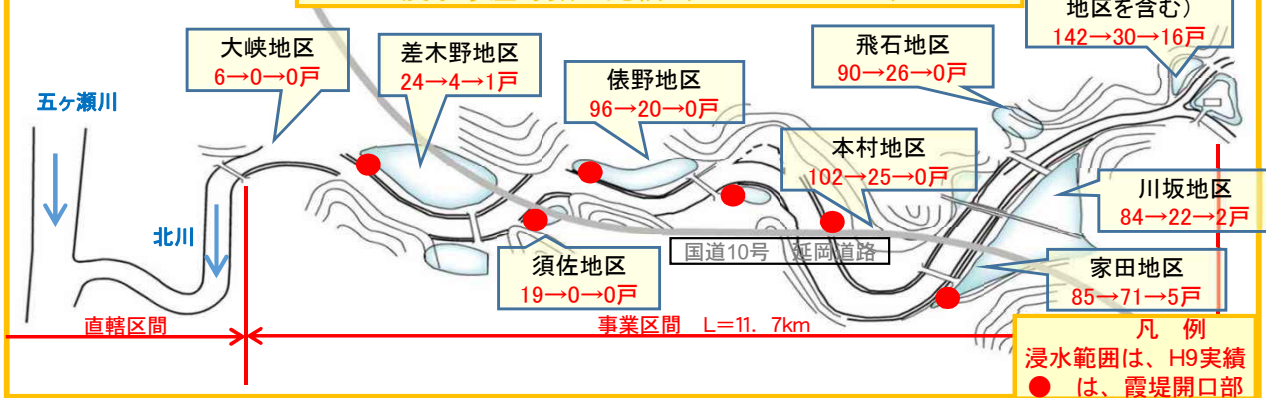 地区を含む）
142→30→16戸
大峡地区
6→0→0戸
差木野地区
24→4→1戸
俵野地区
96→20→0戸
飛石地区
90→26→0戸
五ヶ瀬川
本村地区
102→25→0戸
川坂地区
84→22→2戸
北川
国道10号　延岡道路
須佐地区
19→0→0戸
家田地区
85→71→5戸
直轄区間
事業区間　L＝11．7km
凡　例
浸水範囲は、H9実績
は、霞堤開口部